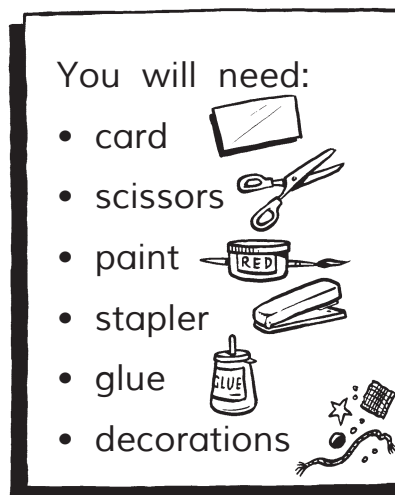 You will need:
• card
• scissors
• paint
RED
• stapler
• glue
GLUE
• decorations